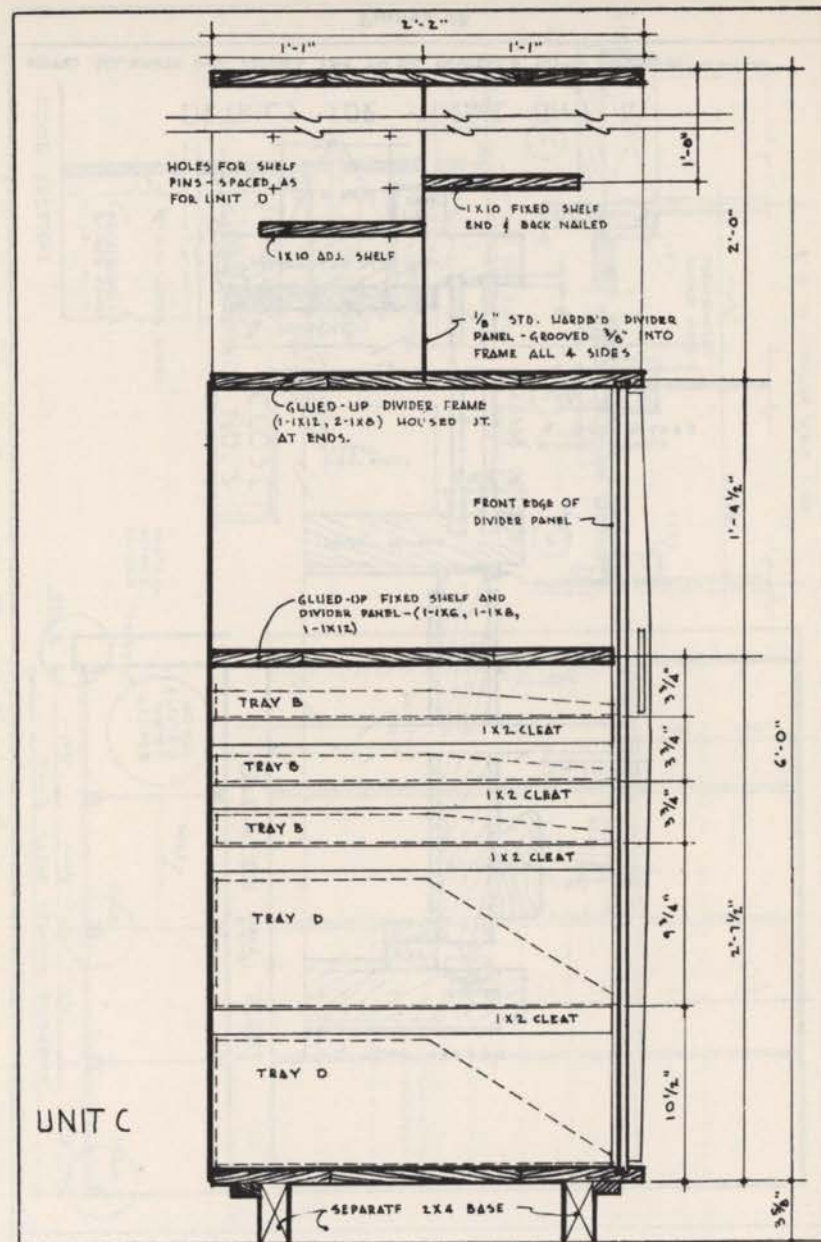 2'-2"
1'-1" 1'-1"
HOLES FOR SHELF
PINS - SPACED AS
FOR UNIT D
1X10 FIXED SHELF
END & BACK NAILED
1'-0"
2'-0"
1X10 ADJ. SHELF
1/8" STD. HARDB'D DIVIDER
PANEL - GROOVED 3/8" INTO
FRAME ALL 4 SIDES
GLUED-UP DIVIDER FRAME
(1-1X12, 2-1X8) HOUSED JT.
AT ENDS.
FRONT EDGE OF
DIVIDER PANEL
1'-4 1/2"
GLUED-UP FIXED SHELF AND
DIVIDER PANEL-(1-1X6, 1-1X8,
1-1X12)
TRAY B
3 3/4"
1X2 CLEAT
TRAY B
3 3/4"
1X2 CLEAT
TRAY B
3 3/4"
1X2 CLEAT
6'-0"
TRAY D
9 3/4"
2'-7 1/2"
1X2 CLEAT
TRAY D
10 1/2"
UNIT C
SEPARATE 2X4 BASE
3 5/8"